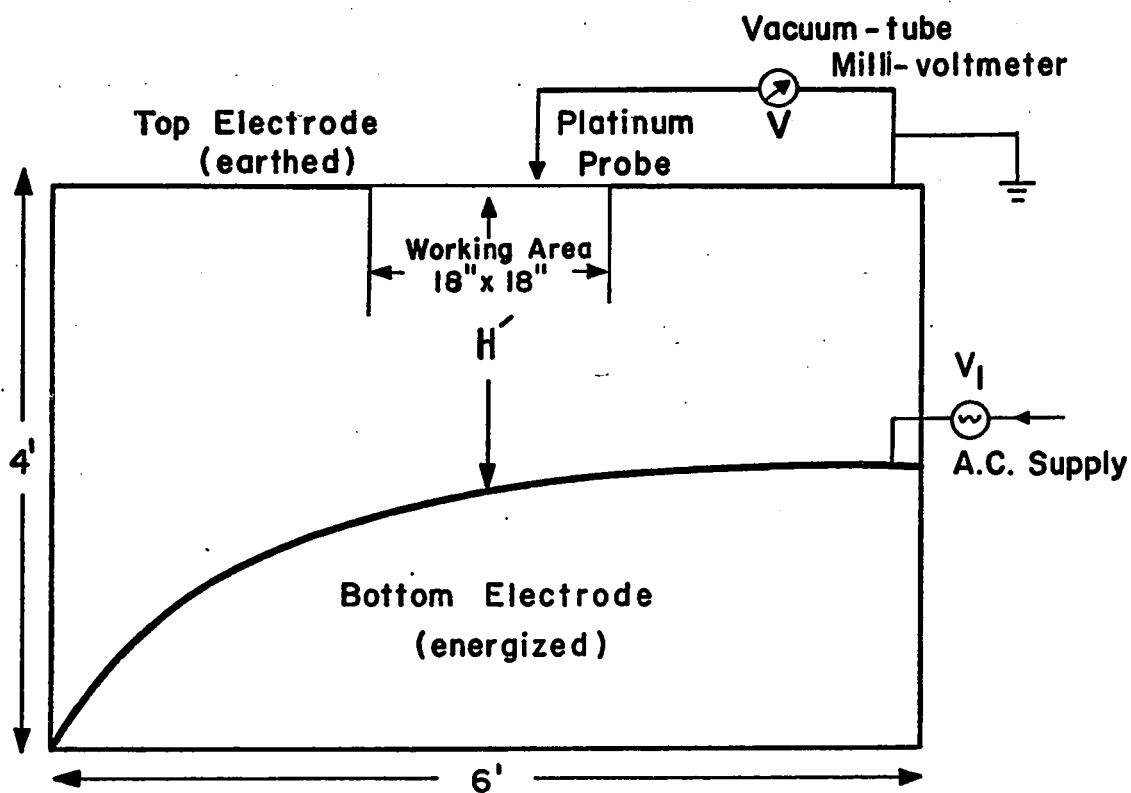 Vacuum-tube
Milli-voltmeter
Top Electrode
(earthed)
Platinum
Probe
V
Working Area
18" x 18"
H′
V1
4'
A.C. Supply
Bottom Electrode
(energized)
6'